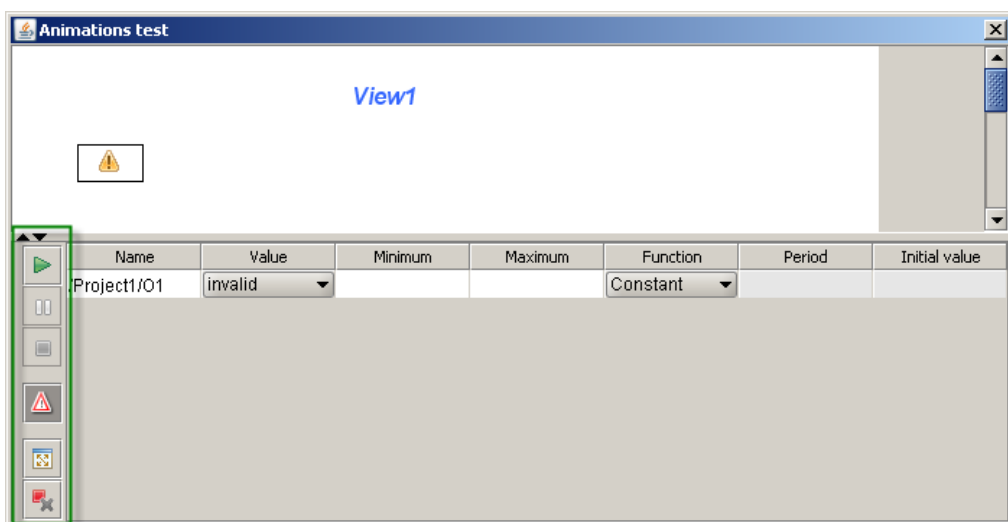 Animations test
View1
Name Value Minimum Maximum Function Period Initial value
/Project1/O1 invalid Constant